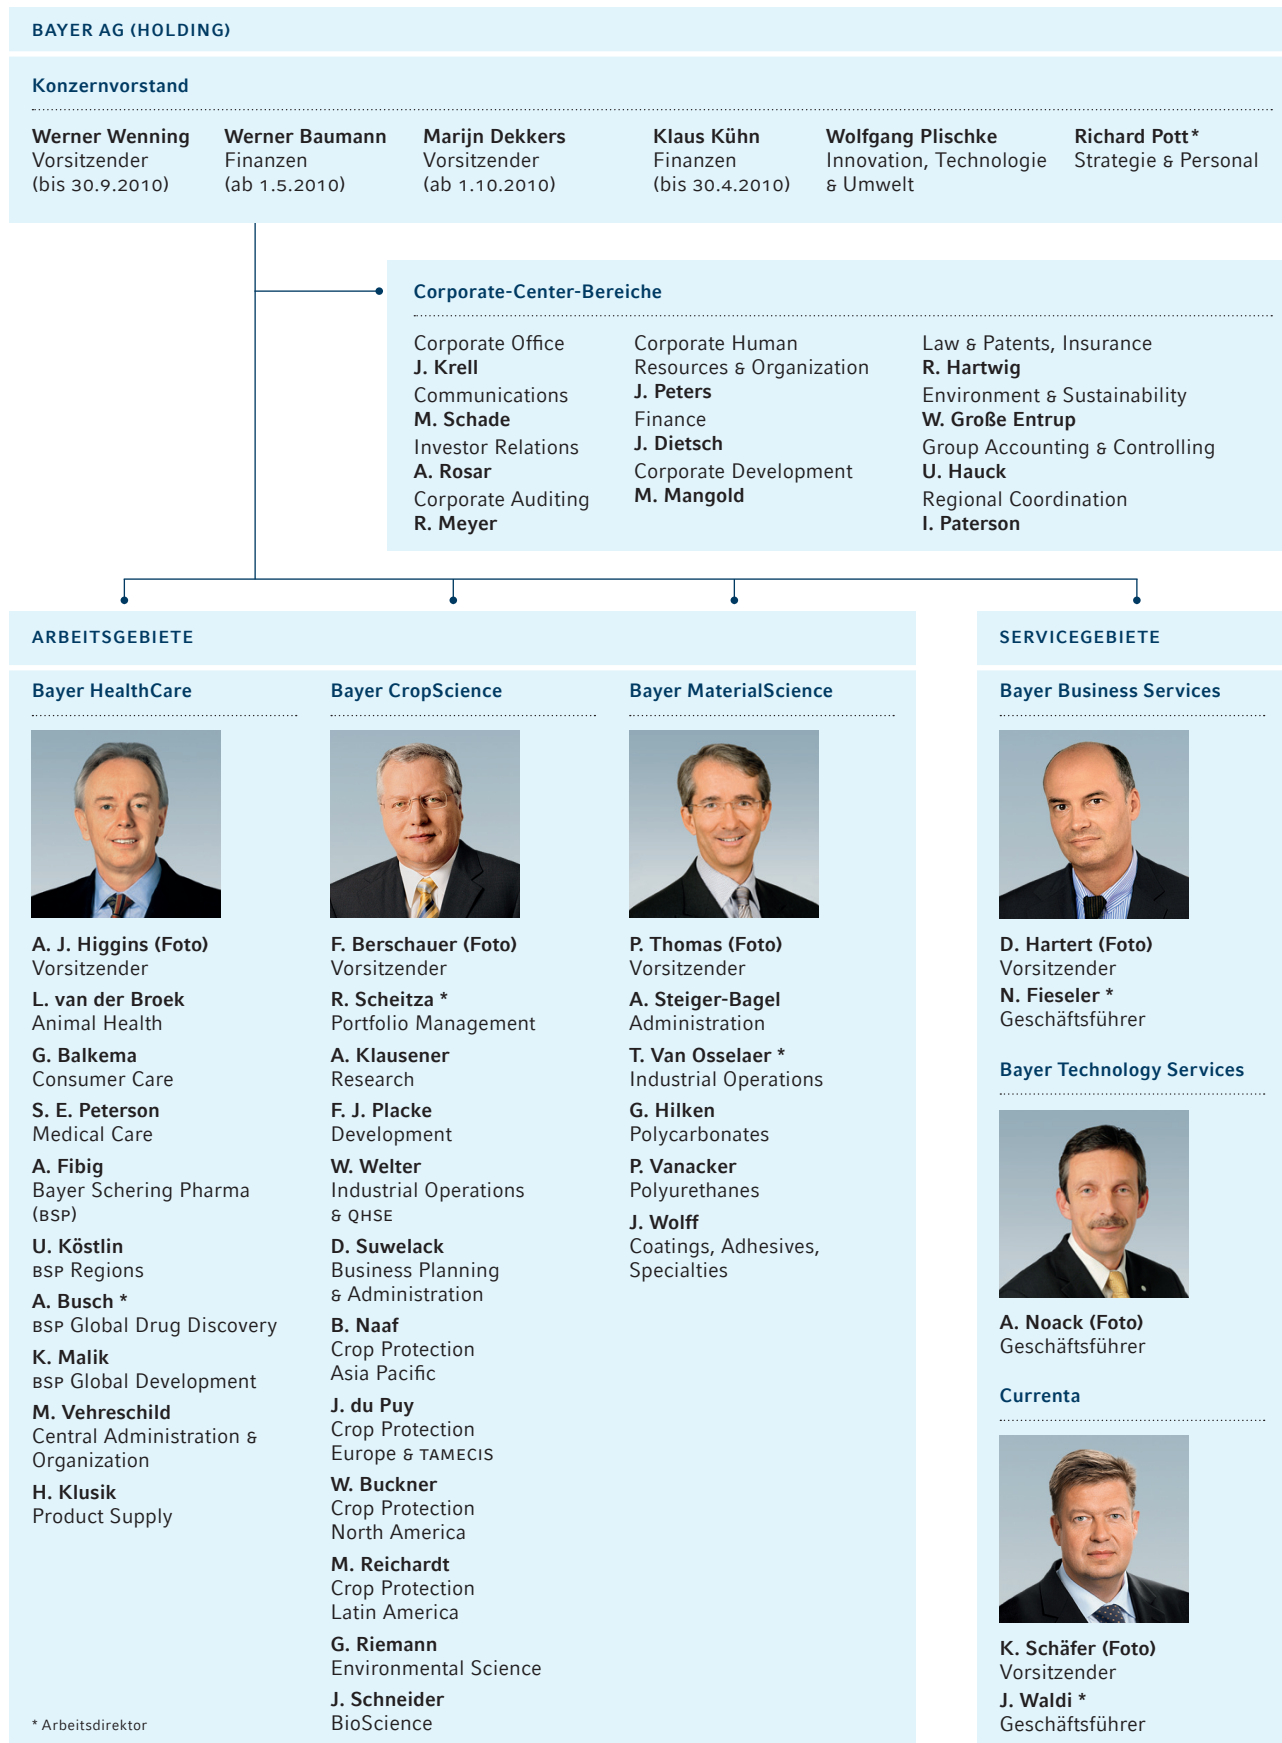 BAYER AG (HOLDING)
Konzernvorstand
Werner Wenning
Vorsitzender
(bis 30.9.2010)
Werner Baumann
Finanzen
(ab 1.5.2010)
Marijn Dekkers
Vorsitzender
(ab 1.10.2010)
Klaus Kühn
Finanzen
(bis 30.4.2010)
Wolfgang Plischke
Innovation, Technologie
& Umwelt
Richard Pott*
Strategie & Personal
Corporate-Center-Bereiche
Corporate Office
J. Krell
Communications
M. Schade
Investor Relations
A. Rosar
Corporate Auditing
R. Meyer
Corporate Human
Resources & Organization
J. Peters
Finance
J. Dietsch
Corporate Development
M. Mangold
Law & Patents, Insurance
R. Hartwig
Environment & Sustainability
W. Große Entrup
Group Accounting & Controlling
U. Hauck
Regional Coordination
I. Paterson
ARBEITSGEBIETE
Bayer HealthCare
A. J. Higgins (Foto)
Vorsitzender
L. van der Broek
Animal Health
G. Balkema
Consumer Care
S. E. Peterson
Medical Care
A. Fibig
Bayer Schering Pharma
(BSP)
U. Köstlin
BSP Regions
A. Busch *
BSP Global Drug Discovery
K. Malik
BSP Global Development
M. Vehreschild
Central Administration &
Organization
H. Klusik
Product Supply
* Arbeitsdirektor
Bayer CropScience
F. Berschauer (Foto)
Vorsitzender
R. Scheitza *
Portfolio Management
A. Klausener
Research
F. J. Placke
Development
W. Welter
Industrial Operations
& QHSE
D. Suwelack
Business Planning
& Administration
B. Naaf
Crop Protection
Asia Pacific
J. du Puy
Crop Protection
Europe & TAMECIS
W. Buckner
Crop Protection
North America
M. Reichardt
Crop Protection
Latin America
G. Riemann
Environmental Science
J. Schneider
BioScience
Bayer MaterialScience
P. Thomas (Foto)
Vorsitzender
A. Steiger-Bagel
Administration
T. Van Osselaer *
Industrial Operations
G. Hilken
Polycarbonates
P. Vanacker
Polyurethanes
J. Wolff
Coatings, Adhesives,
Specialties
SERVICEGEBIETE
Bayer Business Services
D. Hartert (Foto)
Vorsitzender
N. Fieseler *
Geschäftsführer
Bayer Technology Services
A. Noack (Foto)
Geschäftsführer
Currenta
K. Schäfer (Foto)
Vorsitzender
J. Waldi *
Geschäftsführer